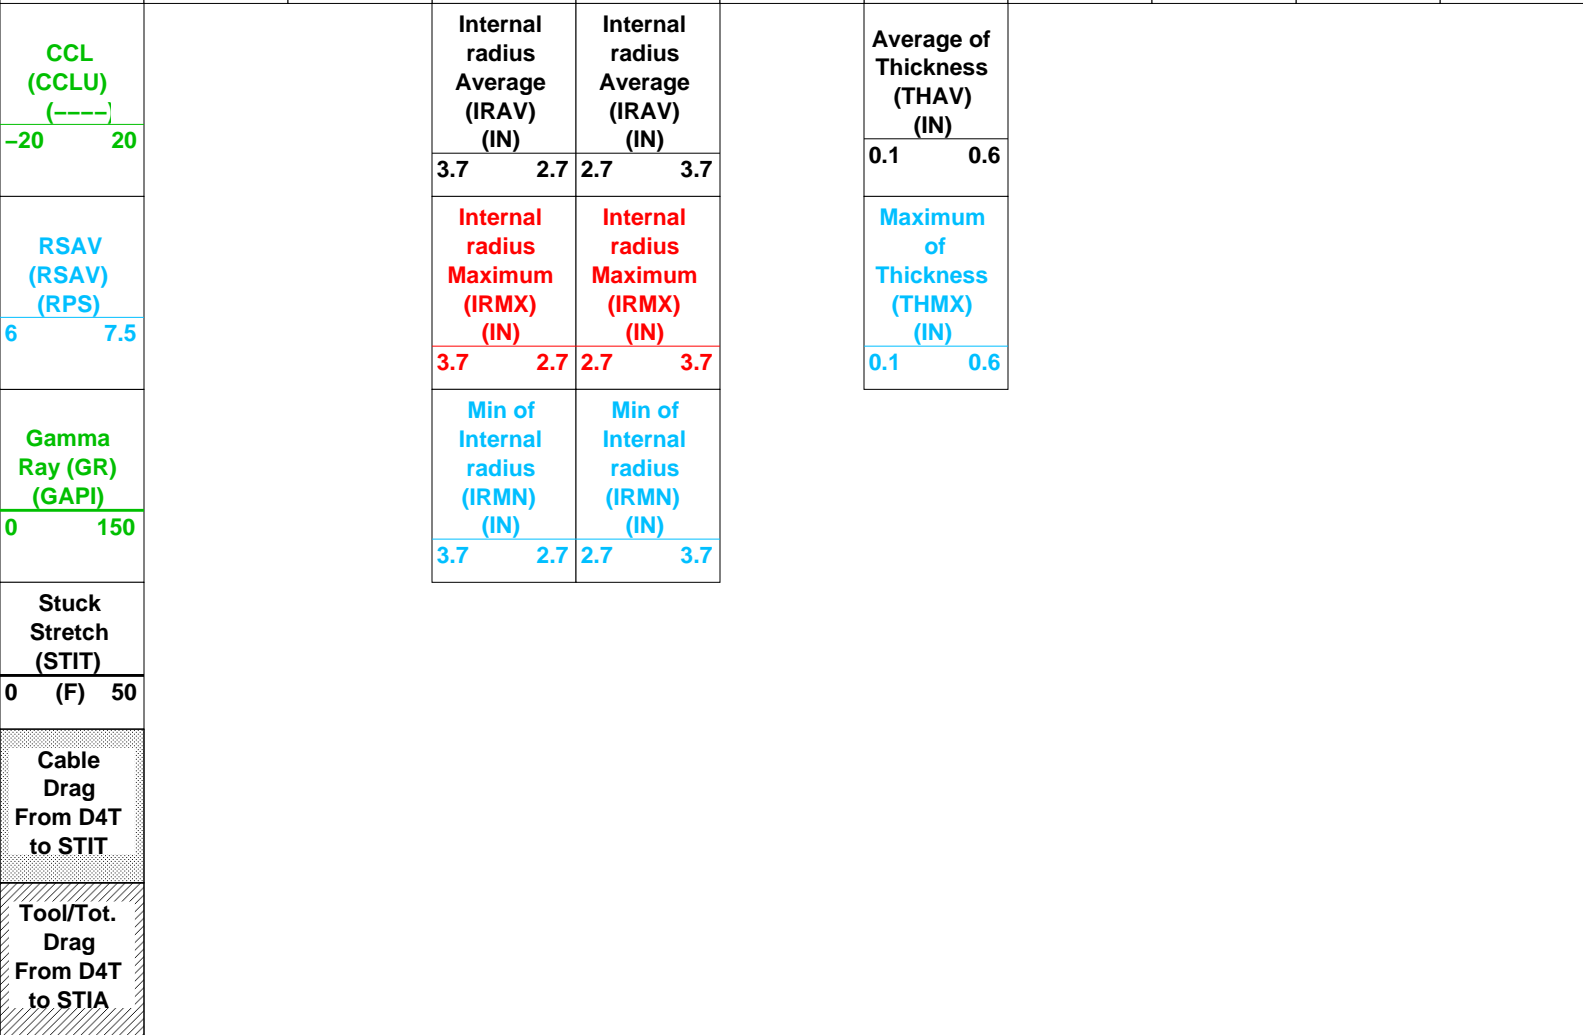 CCL
(CCLU)
(----)
-20 20
RSAV
(RSAV)
(RPS)
6 7.5
Gamma
Ray (GR)
(GAPI)
0 150
Stuck
Stretch
(STIT)
0 (F) 50
Cable
Drag
From D4T
to STIT
Tool/Tot.
Drag
From D4T
to STIA
Internal
radius
Average
(IRAV)
(IN)
3.7 2.7
Internal
radius
Maximum
(IRMX)
(IN)
3.7 2.7
Min of
Internal
radius
(IRMN)
(IN)
3.7 2.7
Internal
radius
Average
(IRAV)
(IN)
2.7 3.7
Internal
radius
Maximum
(IRMX)
(IN)
2.7 3.7
Min of
Internal
radius
(IRMN)
(IN)
2.7 3.7
Average of
Thickness
(THAV)
(IN)
0.1 0.6
Maximum
of
Thickness
(THMX)
(IN)
0.1 0.6